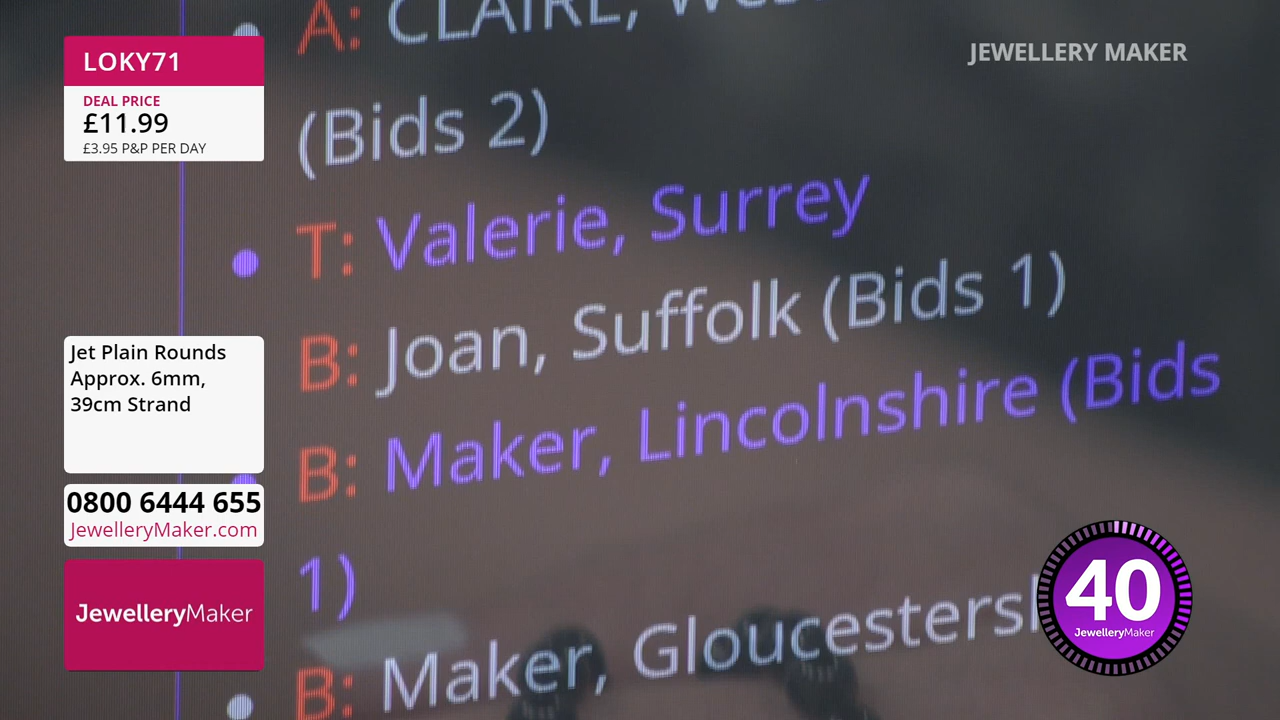 LOKY71
DEAL PRICE
£11.99
£3.95 P&P PER DAY
JEWELLERY MAKER
A: CLAIRE,
(Bids 2)
T: Valerie, Surrey
B: Joan, Suffolk (Bids 1)
B: Maker, Lincolnshire (Bids
1)
B: Maker,
Jet Plain Rounds
Approx. 6mm,
39cm Strand
0800 6444 655
JewelleryMaker.com
JewelleryMaker
40
JewelleryMaker